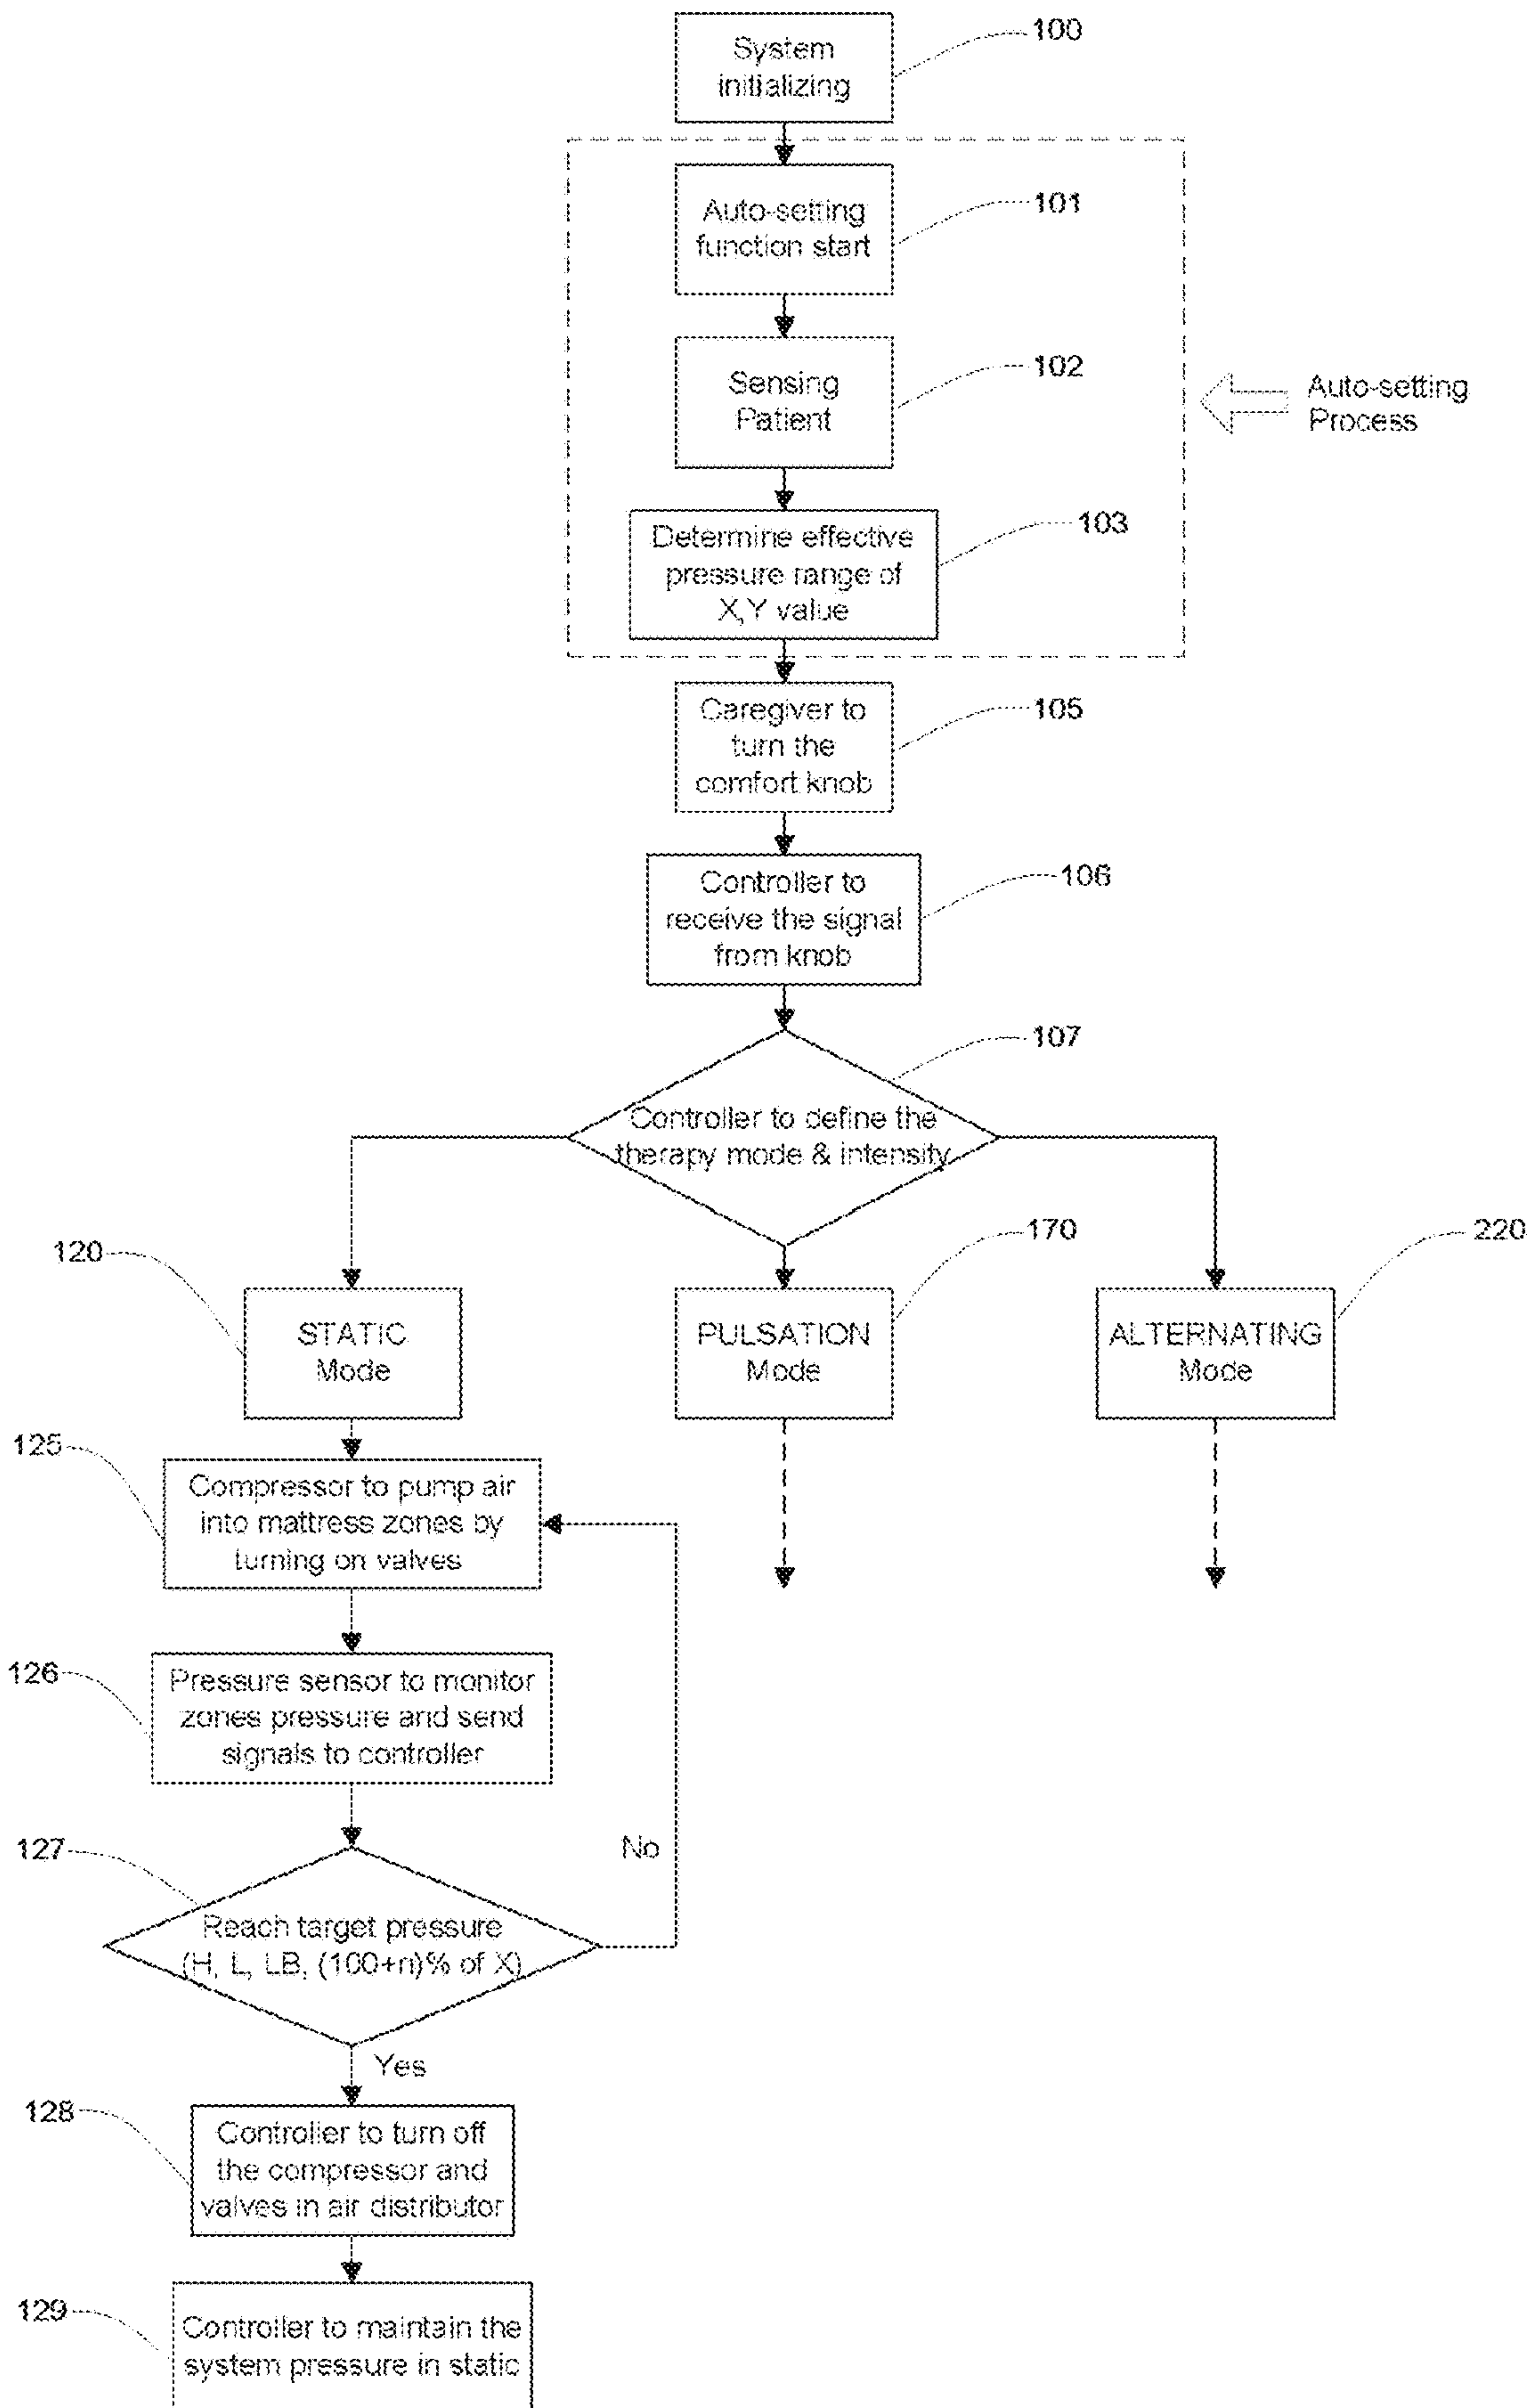 System
initializing
100
Auto-setting
function start
101
Sensing
Patient
102
Auto-setting
Process
Determine effective
pressure range of
X,Y value
103
Caregiver to
turn the
comfort knob
105
Controller to
receive the signal
from knob
106
107
Controller to define the
therapy mode & intensity
120
170
220
STATIC
Mode
PULSATION
Mode
ALTERNATING
Mode
125
Compressor to pump air
into mattress zones by
turning on valves
126
Pressure sensor to monitor
zones pressure and send
signals to controller
127
No
Reach target pressure
(H, L, LB, (100+n)% of X)
Yes
128
Controller to turn off
the compressor and
valves in air distributor
129
Controller to maintain the
system pressure in static